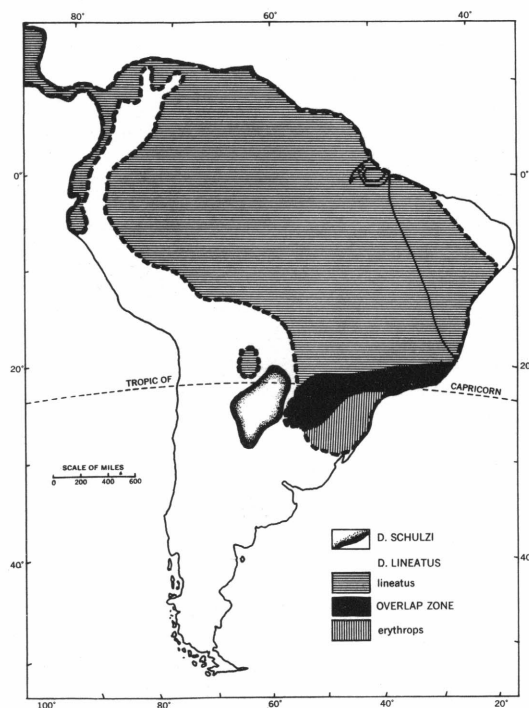 80° 60° 40°
0° 0°
20° 20
TROPIC OF CAPRICORN
SCALE OF MILES
0 200 400 600
D. SCHULZI
D. LINEATUS
lineatus
OVERLAP ZONE
erythrops
40° 40
100° 80° 60° 40° 20°